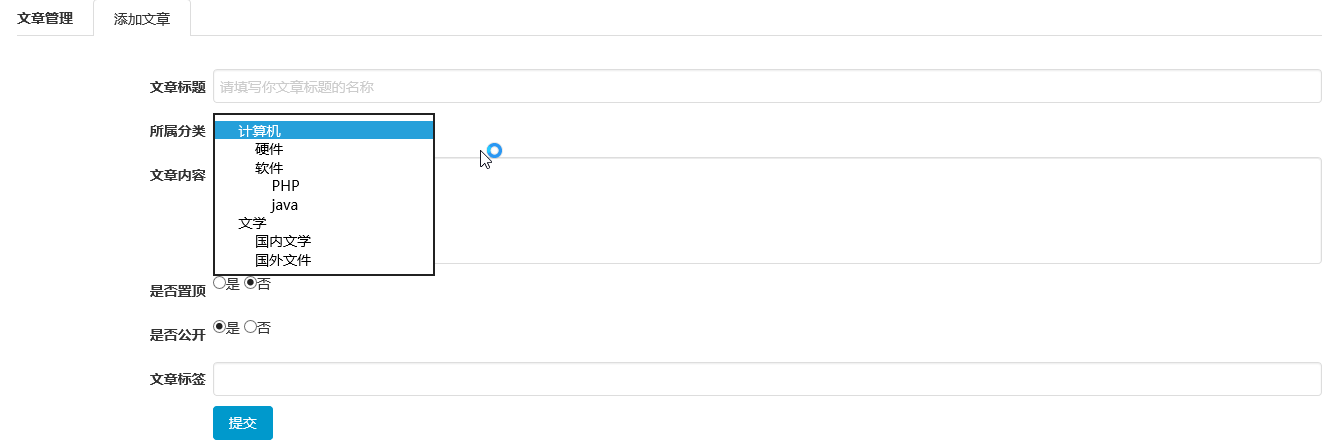 文章管理 添加文章
文章标题 请填写你文章标题的名称
所属分类 计算机
硬件
软件
文章内容
PHP
java
文学
国内文学
国外文件
是否置顶 是 否
是否公开 是 否
文章标签
提交